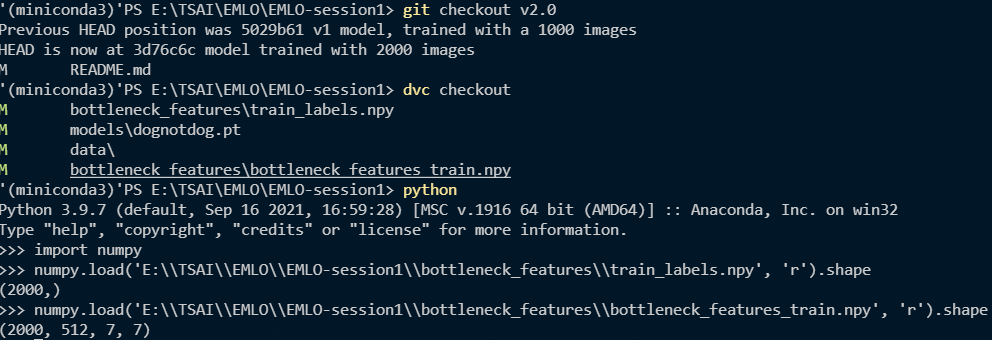 '(miniconda3)'PS E:\TSAI\EMLO\EMLO-session1> git checkout v2.0
Previous HEAD position was 5029b61 v1 model, trained with a 1000 images
HEAD is now at 3d76c6c model trained with 2000 images
M       README.md
'(miniconda3)'PS E:\TSAI\EMLO\EMLO-session1> dvc checkout
M       bottleneck_features\train_labels.npy
M       models\dognotdog.pt
M       data\
M       bottleneck_features\bottleneck_features_train.npy
'(miniconda3)'PS E:\TSAI\EMLO\EMLO-session1> python
Python 3.9.7 (default, Sep 16 2021, 16:59:28) [MSC v.1916 64 bit (AMD64)] :: Anaconda, Inc. on win32
Type "help", "copyright", "credits" or "license" for more information.
>>> import numpy
>>> numpy.load('E:\\TSAI\\EMLO\\EMLO-session1\\bottleneck_features\\train_labels.npy', 'r').shape
(2000,)
>>> numpy.load('E:\\TSAI\\EMLO\\EMLO-session1\\bottleneck_features\\bottleneck_features_train.npy', 'r').shape
(2000, 512, 7, 7)